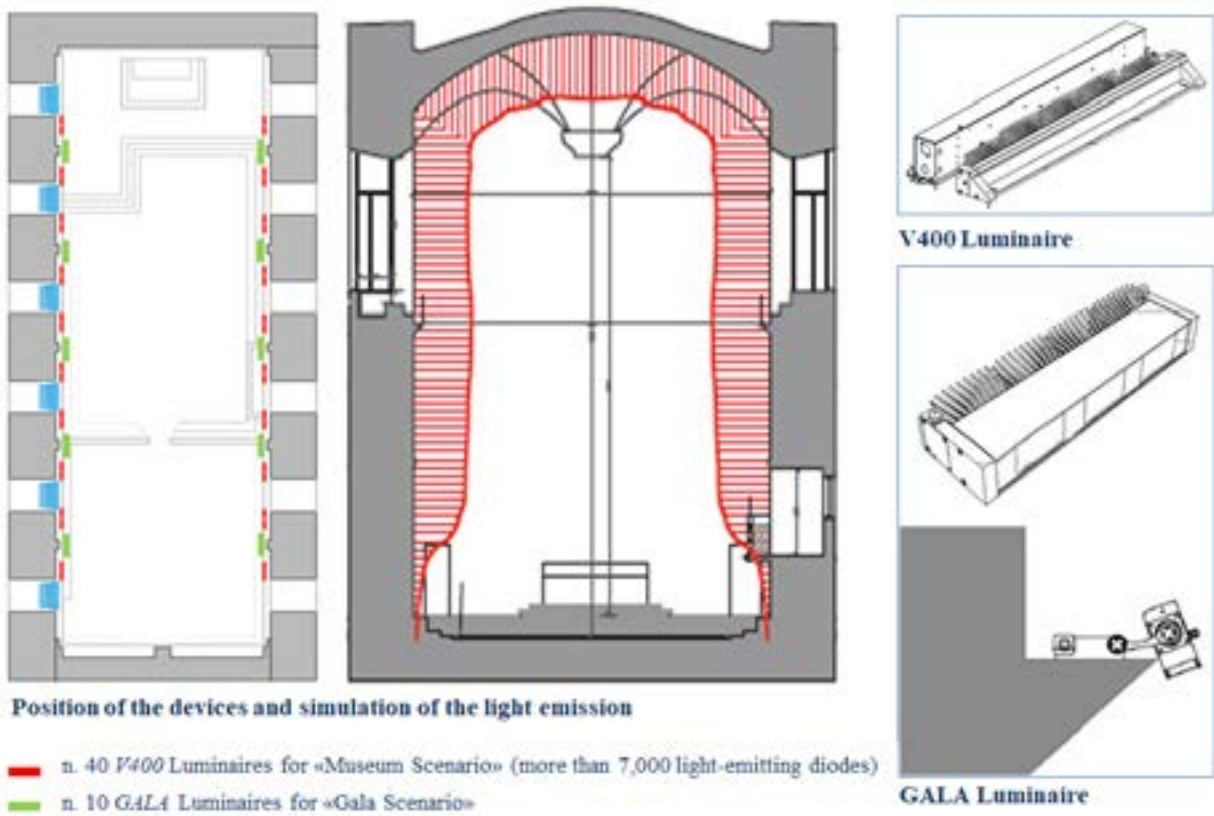 V400 Luminaire
Position of the devices and simulation of the light emission
n. 40 V400 Luminaires for «Museum Scenario» (more than 7,000 light-emitting diodes)
n. 10 GALA Luminaires for «Gala Scenario»
GALA Luminaire